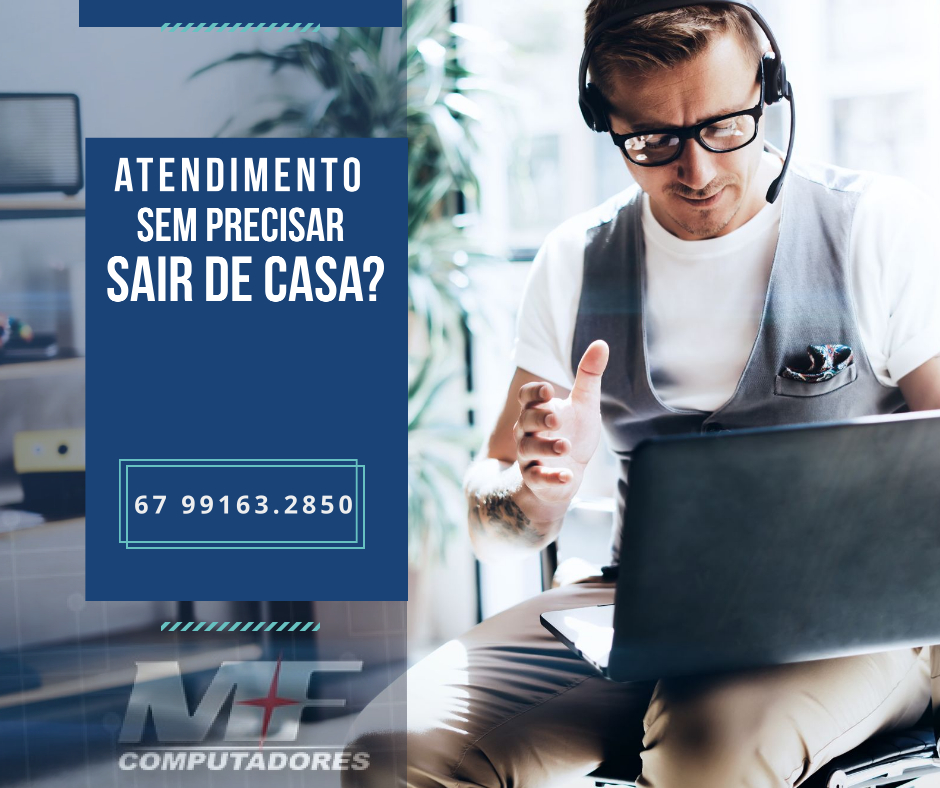 ATENDIMENTO
SEM PRECISAR
SAIR DE CASA?
67 99163.2850
MF
COMPUTADORES